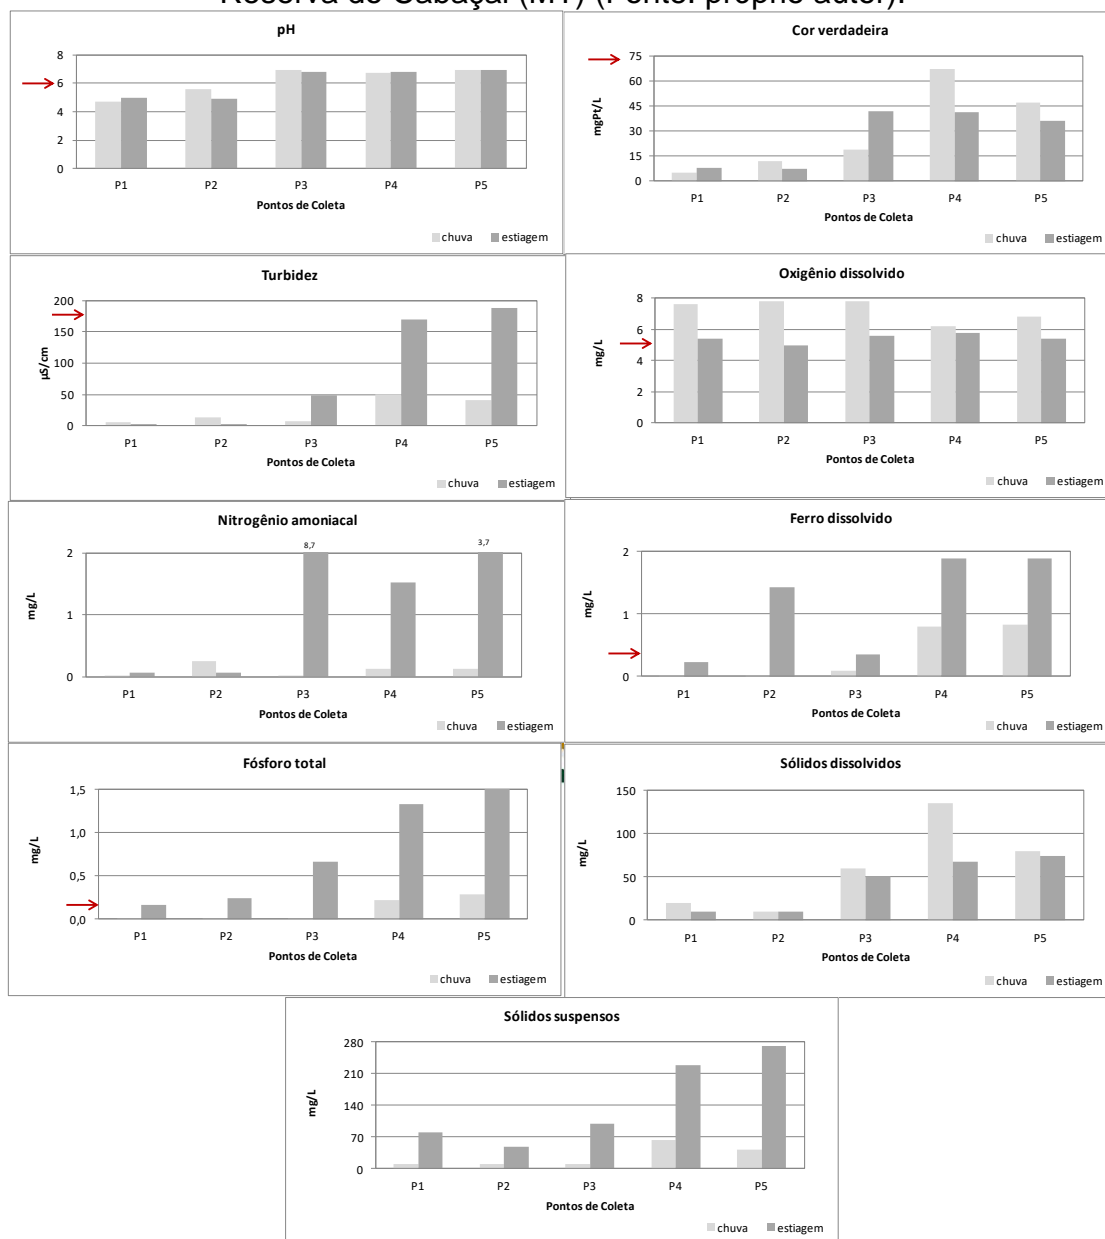 Reserva do Cabaçal (MT) (Fonte: próprio autor).
pH
8
6
4
2
0
P1 P2 P3 P4 P5
Pontos de Coleta
chuva estiagem
Cor verdadeira
75
60
45
30
15
0
mgPt/L
P1 P2 P3 P4 P5
Pontos de Coleta
chuva estiagem
Turbidez
200
150
100
50
0
µS/cm
P1 P2 P3 P4 P5
Pontos de Coleta
chuva estiagem
Oxigênio dissolvido
8
6
4
2
0
mg/L
P1 P2 P3 P4 P5
Pontos de Coleta
chuva estiagem
Nitrogênio amoniacal
8,7 3,7
2
1
0
mg/L
P1 P2 P3 P4 P5
Pontos de Coleta
chuva estiagem
Ferro dissolvido
2
1
0
mg/L
P1 P2 P3 P4 P5
Pontos de Coleta
chuva estiagem
Fósforo total
1,5
1,0
0,5
0,0
mg/L
P1 P2 P3 P4 P5
Pontos de Coleta
chuva estiagem
Sólidos dissolvidos
150
100
50
0
mg/L
P1 P2 P3 P4 P5
Pontos de Coleta
chuva estiagem
Sólidos suspensos
280
210
140
70
0
mg/L
P1 P2 P3 P4 P5
Pontos de Coleta
chuva estiagem